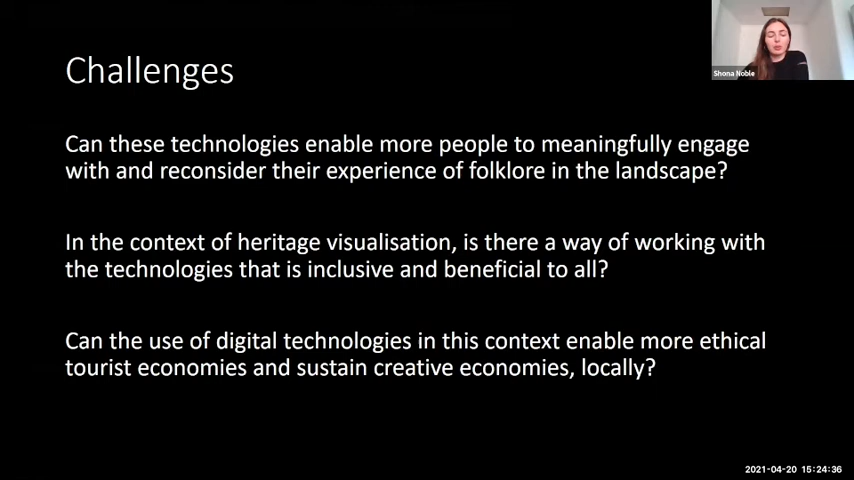 Challenges
Shona Noble
Can these technologies enable more people to meaningfully engage
with and reconsider their experience of folklore in the landscape?
In the context of heritage visualisation, is there a way of working with
the technologies that is inclusive and beneficial to all?
Can the use of digital technologies in this context enable more ethical
tourist economies and sustain creative economies, locally?
2021-04-20 15:24:36